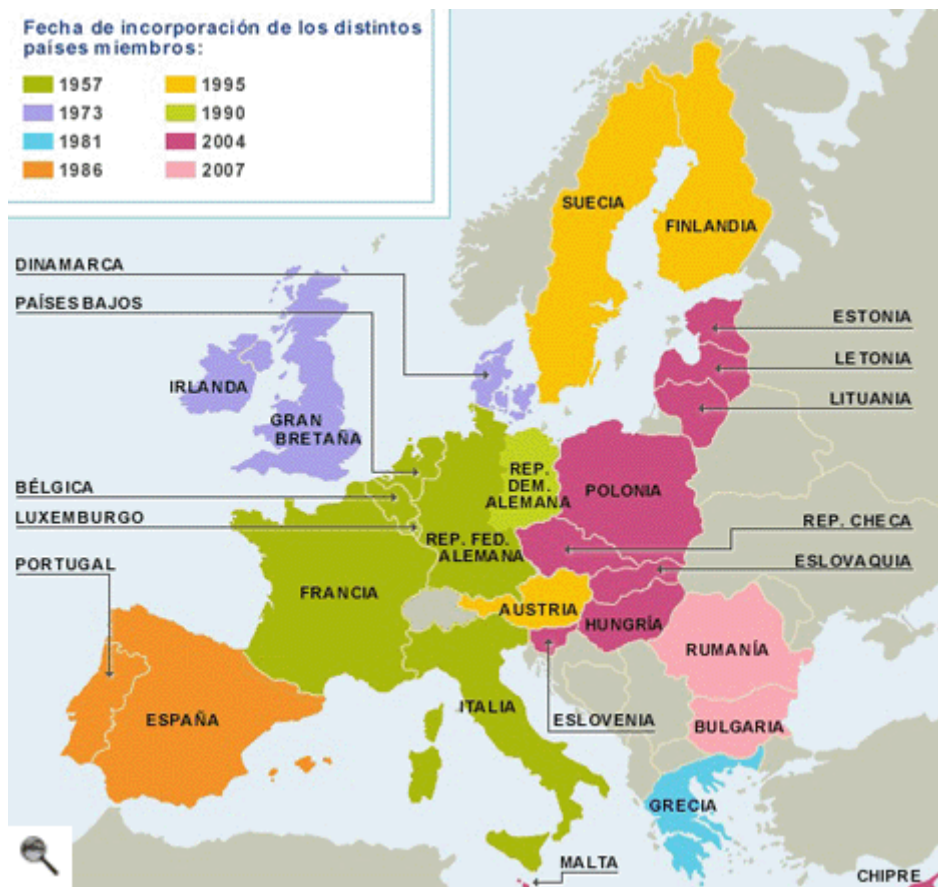 Fecha de incorporación de los distintos
países miembros:
1957
1995
1973
1990
1981
2004
1986
2007
SUECIA
FINLANDIA
DINAMARCA
PAÍSES BAJOS
ESTONIA
LETONIA
LITUANIA
IRLANDA
GRAN
BRETAÑA
BÉLGICA
LUXEMBURGO
PORTUGAL
REP.
DEM.
ALEMANA
POLONIA
REP. FED.
ALEMANA
REP. CHECA
ESLOVAQUIA
FRANCIA
AUSTRIA
HUNGRÍA
RUMANÍA
ESPAÑA
ITALIA
ESLOVENIA
BULGARIA
GRECIA
MALTA
CHIPRE